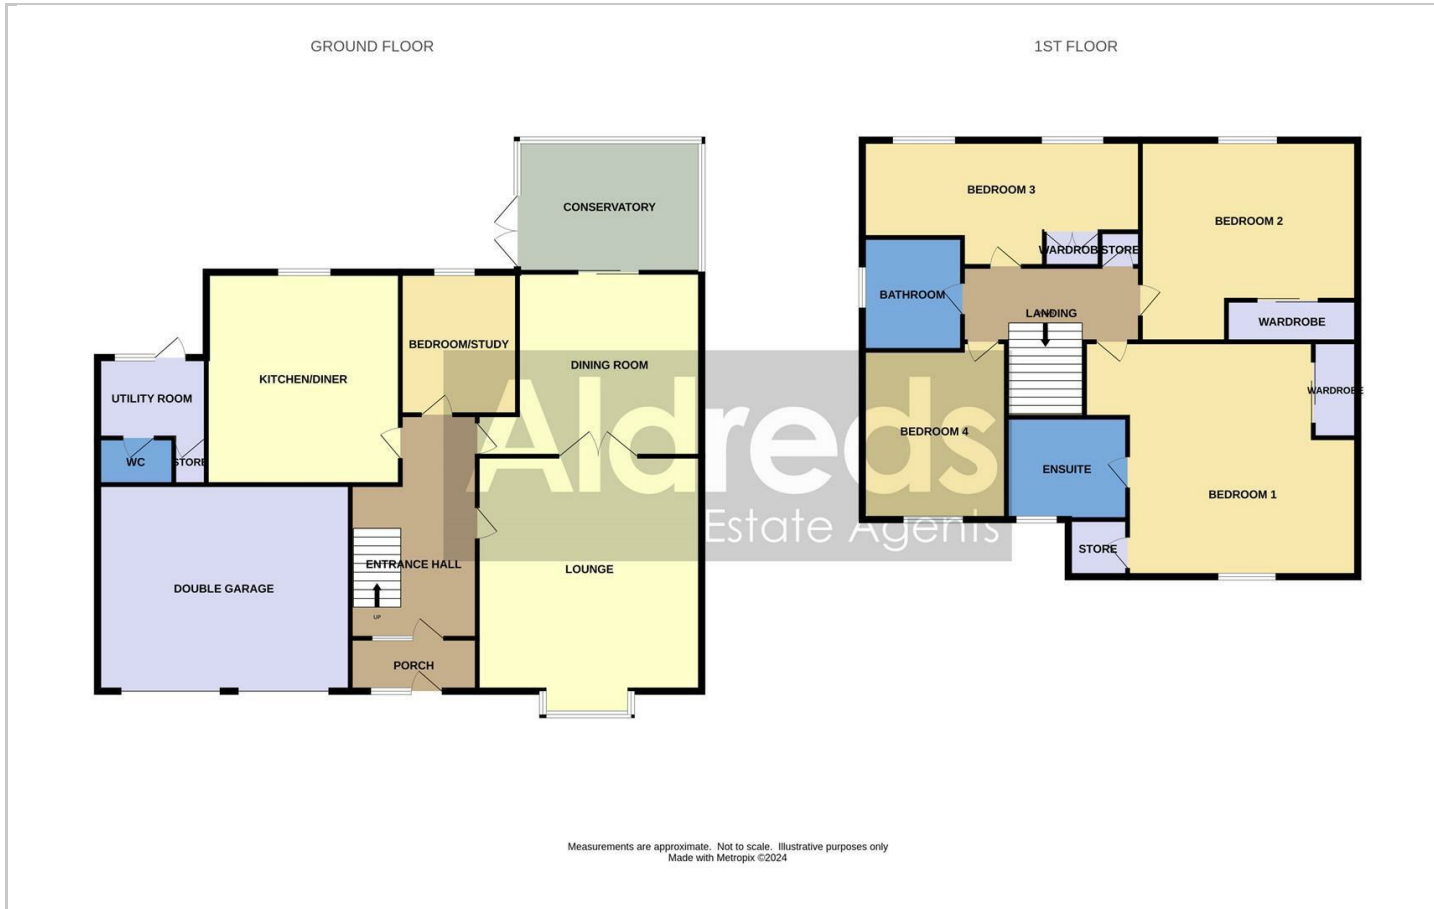 GROUND FLOOR
1ST FLOOR
CONSERVATORY
BEDROOM/STUDY
KITCHEN/DINER
DINING ROOM
UTILITY ROOM
WC
STORE
ENTRANCE HALL
LOUNGE
DOUBLE GARAGE
UP
PORCH
BEDROOM 3
BEDROOM 2
WARDROB
STORE
BATHROOM
LANDING
WARDROBE
WARDROBE
BEDROOM 4
ENSUITE
BEDROOM 1
STORE
Aldreds
Estate Agents
Measurements are approximate. Not to scale. Illustrative purposes only
Made with Metropix ©2024